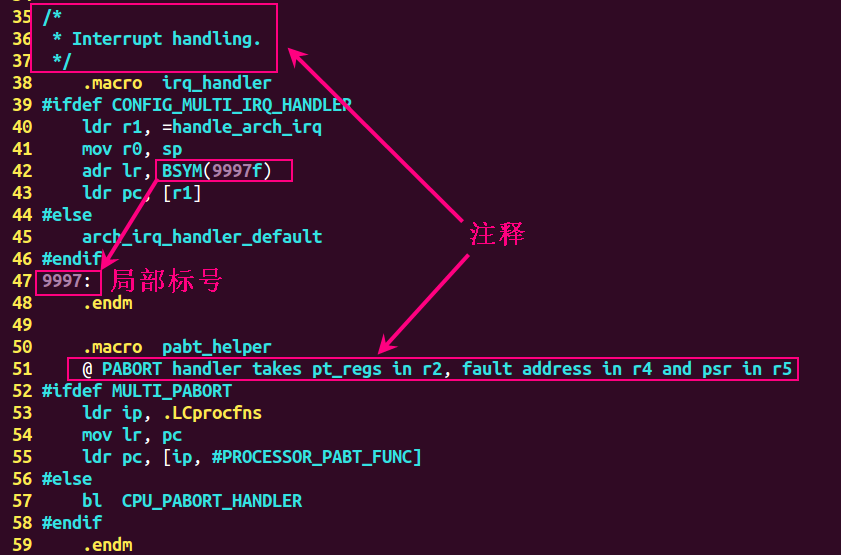 35 /*
36  * Interrupt handling.
37  */
38     .macro  irq_handler
39 #ifdef CONFIG_MULTI_IRQ_HANDLER
40     ldr r1, =handle_arch_irq
41     mov r0, sp
42     adr lr, BSYM(9997f)
43     ldr pc, [r1]
44 #else
45     arch_irq_handler_default
注释
46 #endif
47 9997: 局部标号
48     .endm
49
50     .macro  pabt_helper
51     @ PABORT handler takes pt_regs in r2, fault address in r4 and psr in r5
52 #ifdef MULTI_PABORT
53     ldr ip, .LCprocfns
54     mov lr, pc
55     ldr pc, [ip, #PROCESSOR_PABT_FUNC]
56 #else
57     bl  CPU_PABORT_HANDLER
58 #endif
59     .endm